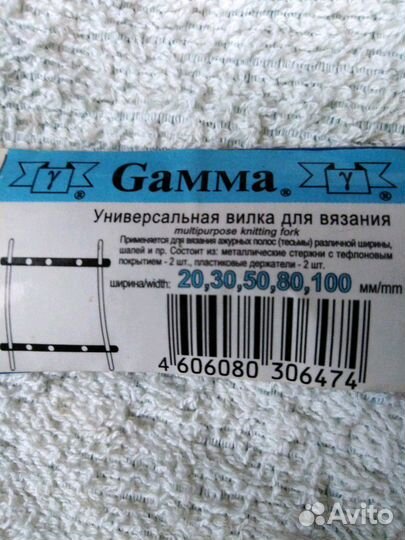 γ ® Gamma ® γ ®
Универсальная вилка для вязания
multipurpose knitting fork
Применяется для вязания ажурных полос (тесьмы) различной ширины,
шалей и пр. Состоит из: металлические стержни с тефлоновым
покрытием - 2 шт., пластиковые держатели - 2 шт.
ширина/width: 20,30,50,80,100 мм/mm
4 606080 306474
Avito